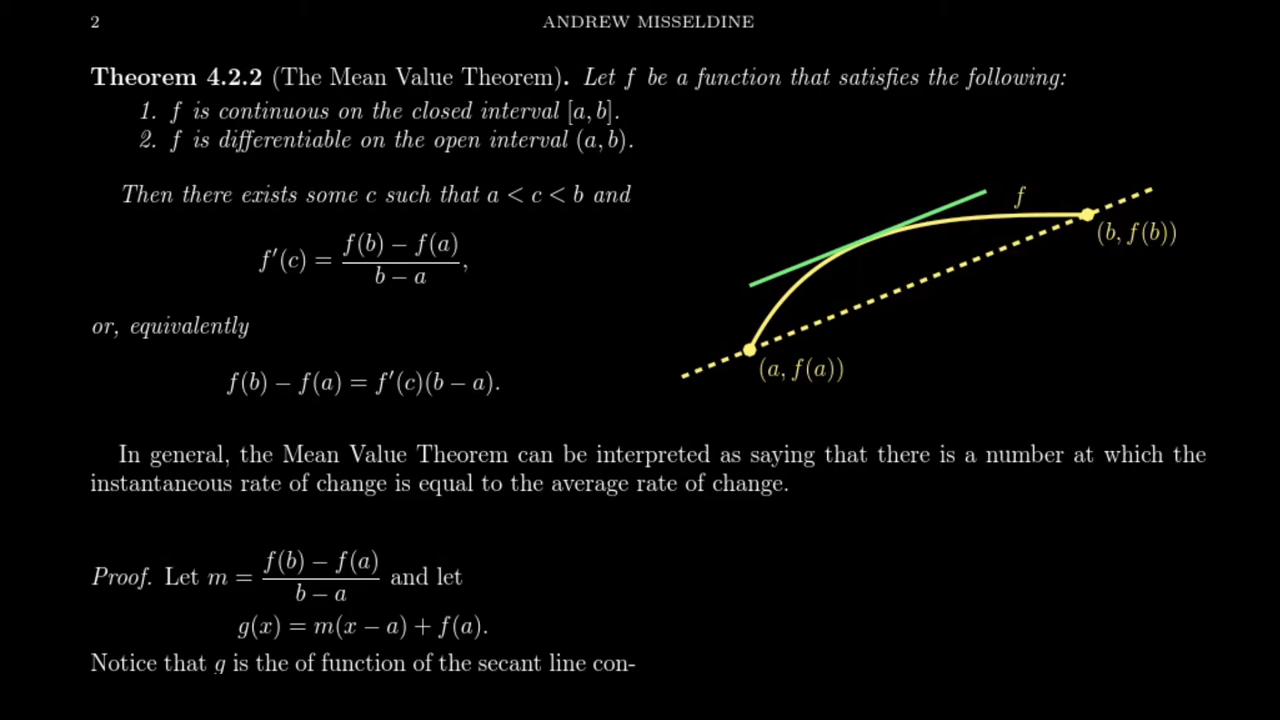 2 ANDREW MISSELDINE
Theorem 4.2.2 (The Mean Value Theorem). Let f be a function that satisfies the following:
1. f is continuous on the closed interval [a, b].
2. f is differentiable on the open interval (a, b).
Then there exists some c such that a < c < b and
f′(c) = \frac{f(b) − f(a)}{b − a},
or, equivalently
f(b) − f(a) = f′(c)(b − a).
f
(b, f(b))
(a, f(a))
In general, the Mean Value Theorem can be interpreted as saying that there is a number at which the
instantaneous rate of change is equal to the average rate of change.
Proof. Let m = \frac{f(b) − f(a)}{b − a} and let
g(x) = m(x − a) + f(a).
Notice that g is the of function of the secant line con-